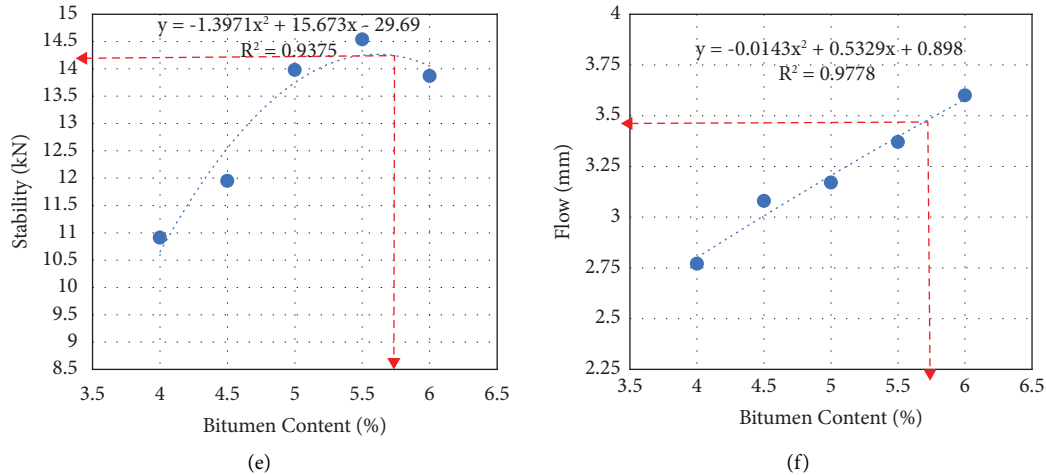 y = -1.3971x² + 15.673x - 29.69
R² = 0.9375
15
14.5
14
13.5
13
12.5
12
11.5
11
10.5
10
9.5
9
8.5
Stability (kN)
3.5 4 4.5 5 5.5 6 6.5
Bitumen Content (%)
(e)
y = -0.0143x² + 0.5329x + 0.898
R² = 0.9778
4
3.75
3.5
3.25
3
2.75
2.5
2.25
Flow (mm)
3.5 4 4.5 5 5.5 6 6.5
Bitumen Content (%)
(f)